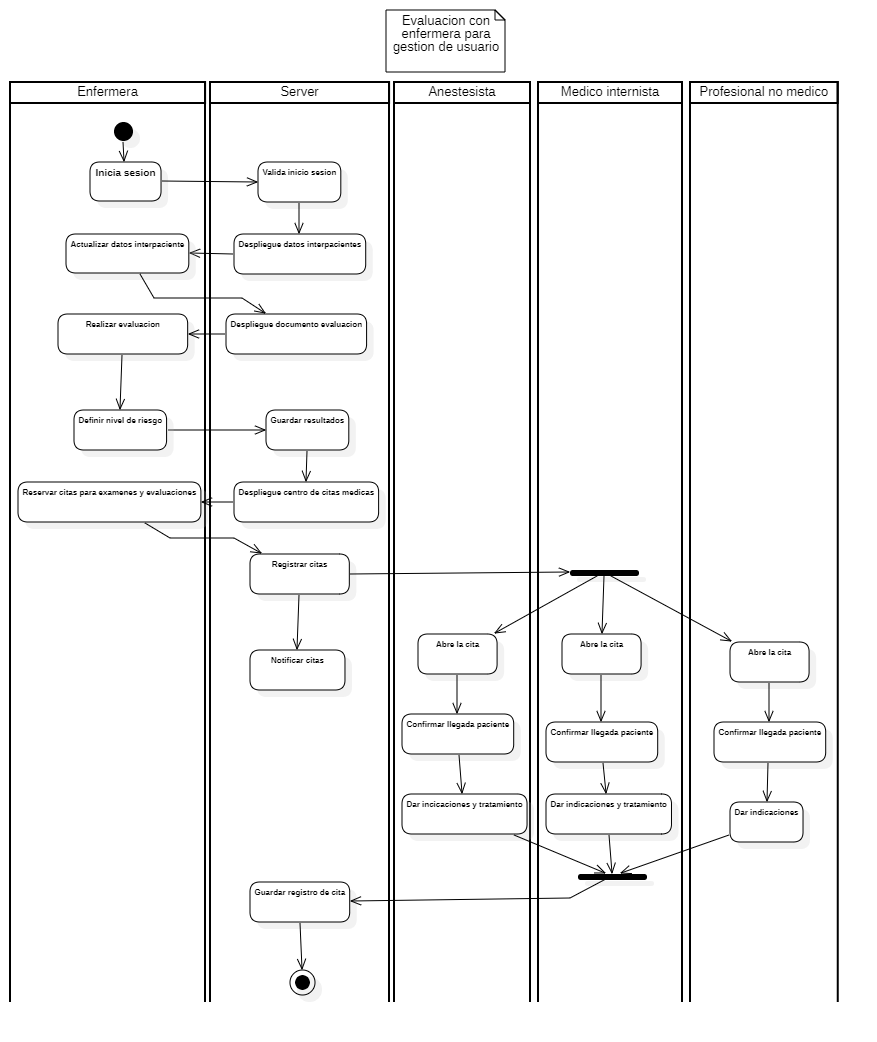 Evaluacion con
enfermera para
gestion de usuario
Enfermera
Server
Anestesista
Medico internista
Profesional no medico
Inicia sesion
Valida inicio sesion
Actualizar datos interpaciente
Despliegue datos interpacientes
Realizar evaluacion
Despliegue documento evaluacion
Definir nivel de riesgo
Guardar resultados
Reservar citas para examenes y evaluaciones
Despliegue centro de citas medicas
Registrar citas
Notificar citas
Abre la cita
Abre la cita
Abre la cita
Confirmar llegada paciente
Confirmar llegada paciente
Confirmar llegada paciente
Dar incicaciones y tratamiento
Dar indicaciones y tratamiento
Dar indicaciones
Guardar registro de cita